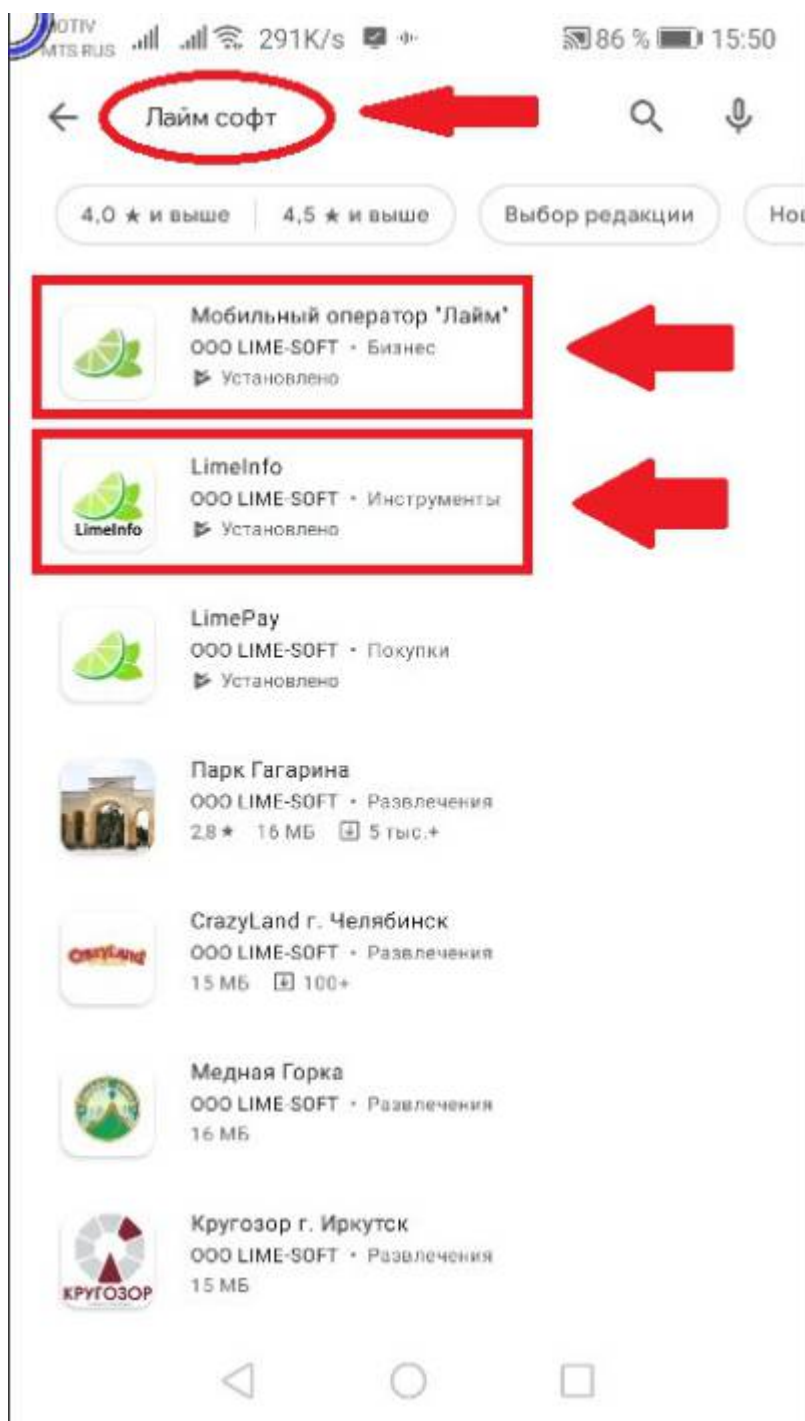 MOTIV
MTS RUS 291K/s 86 % 15:50
Лайм софт
4,0 ★ и выше 4,5 ★ и выше Выбор редакции Нов
Мобильный оператор "Лайм"
ООО LIME-SOFT • Бизнес
Установлено
LimeInfo
LimeInfo
ООО LIME-SOFT • Инструменты
Установлено
LimePay
ООО LIME-SOFT • Покупки
Установлено
Парк Гагарина
ООО LIME-SOFT • Развлечения
2,8 ★ 16 МБ 5 тыс.+
CrazyLand
CrazyLand г. Челябинск
ООО LIME-SOFT • Развлечения
15 МБ 100+
Медная Горка
ООО LIME-SOFT • Развлечения
16 МБ
КРУГОЗОР
Кругозор г. Иркутск
ООО LIME-SOFT • Развлечения
15 МБ